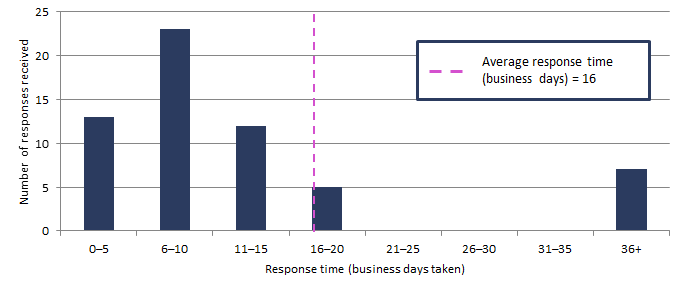 25
20
15
10
5
0
Number of responses received
Average response time
(business days) = 16
0–5 6–10 11–15 16–20 21–25 26–30 31–35 36+
Response time (business days taken)